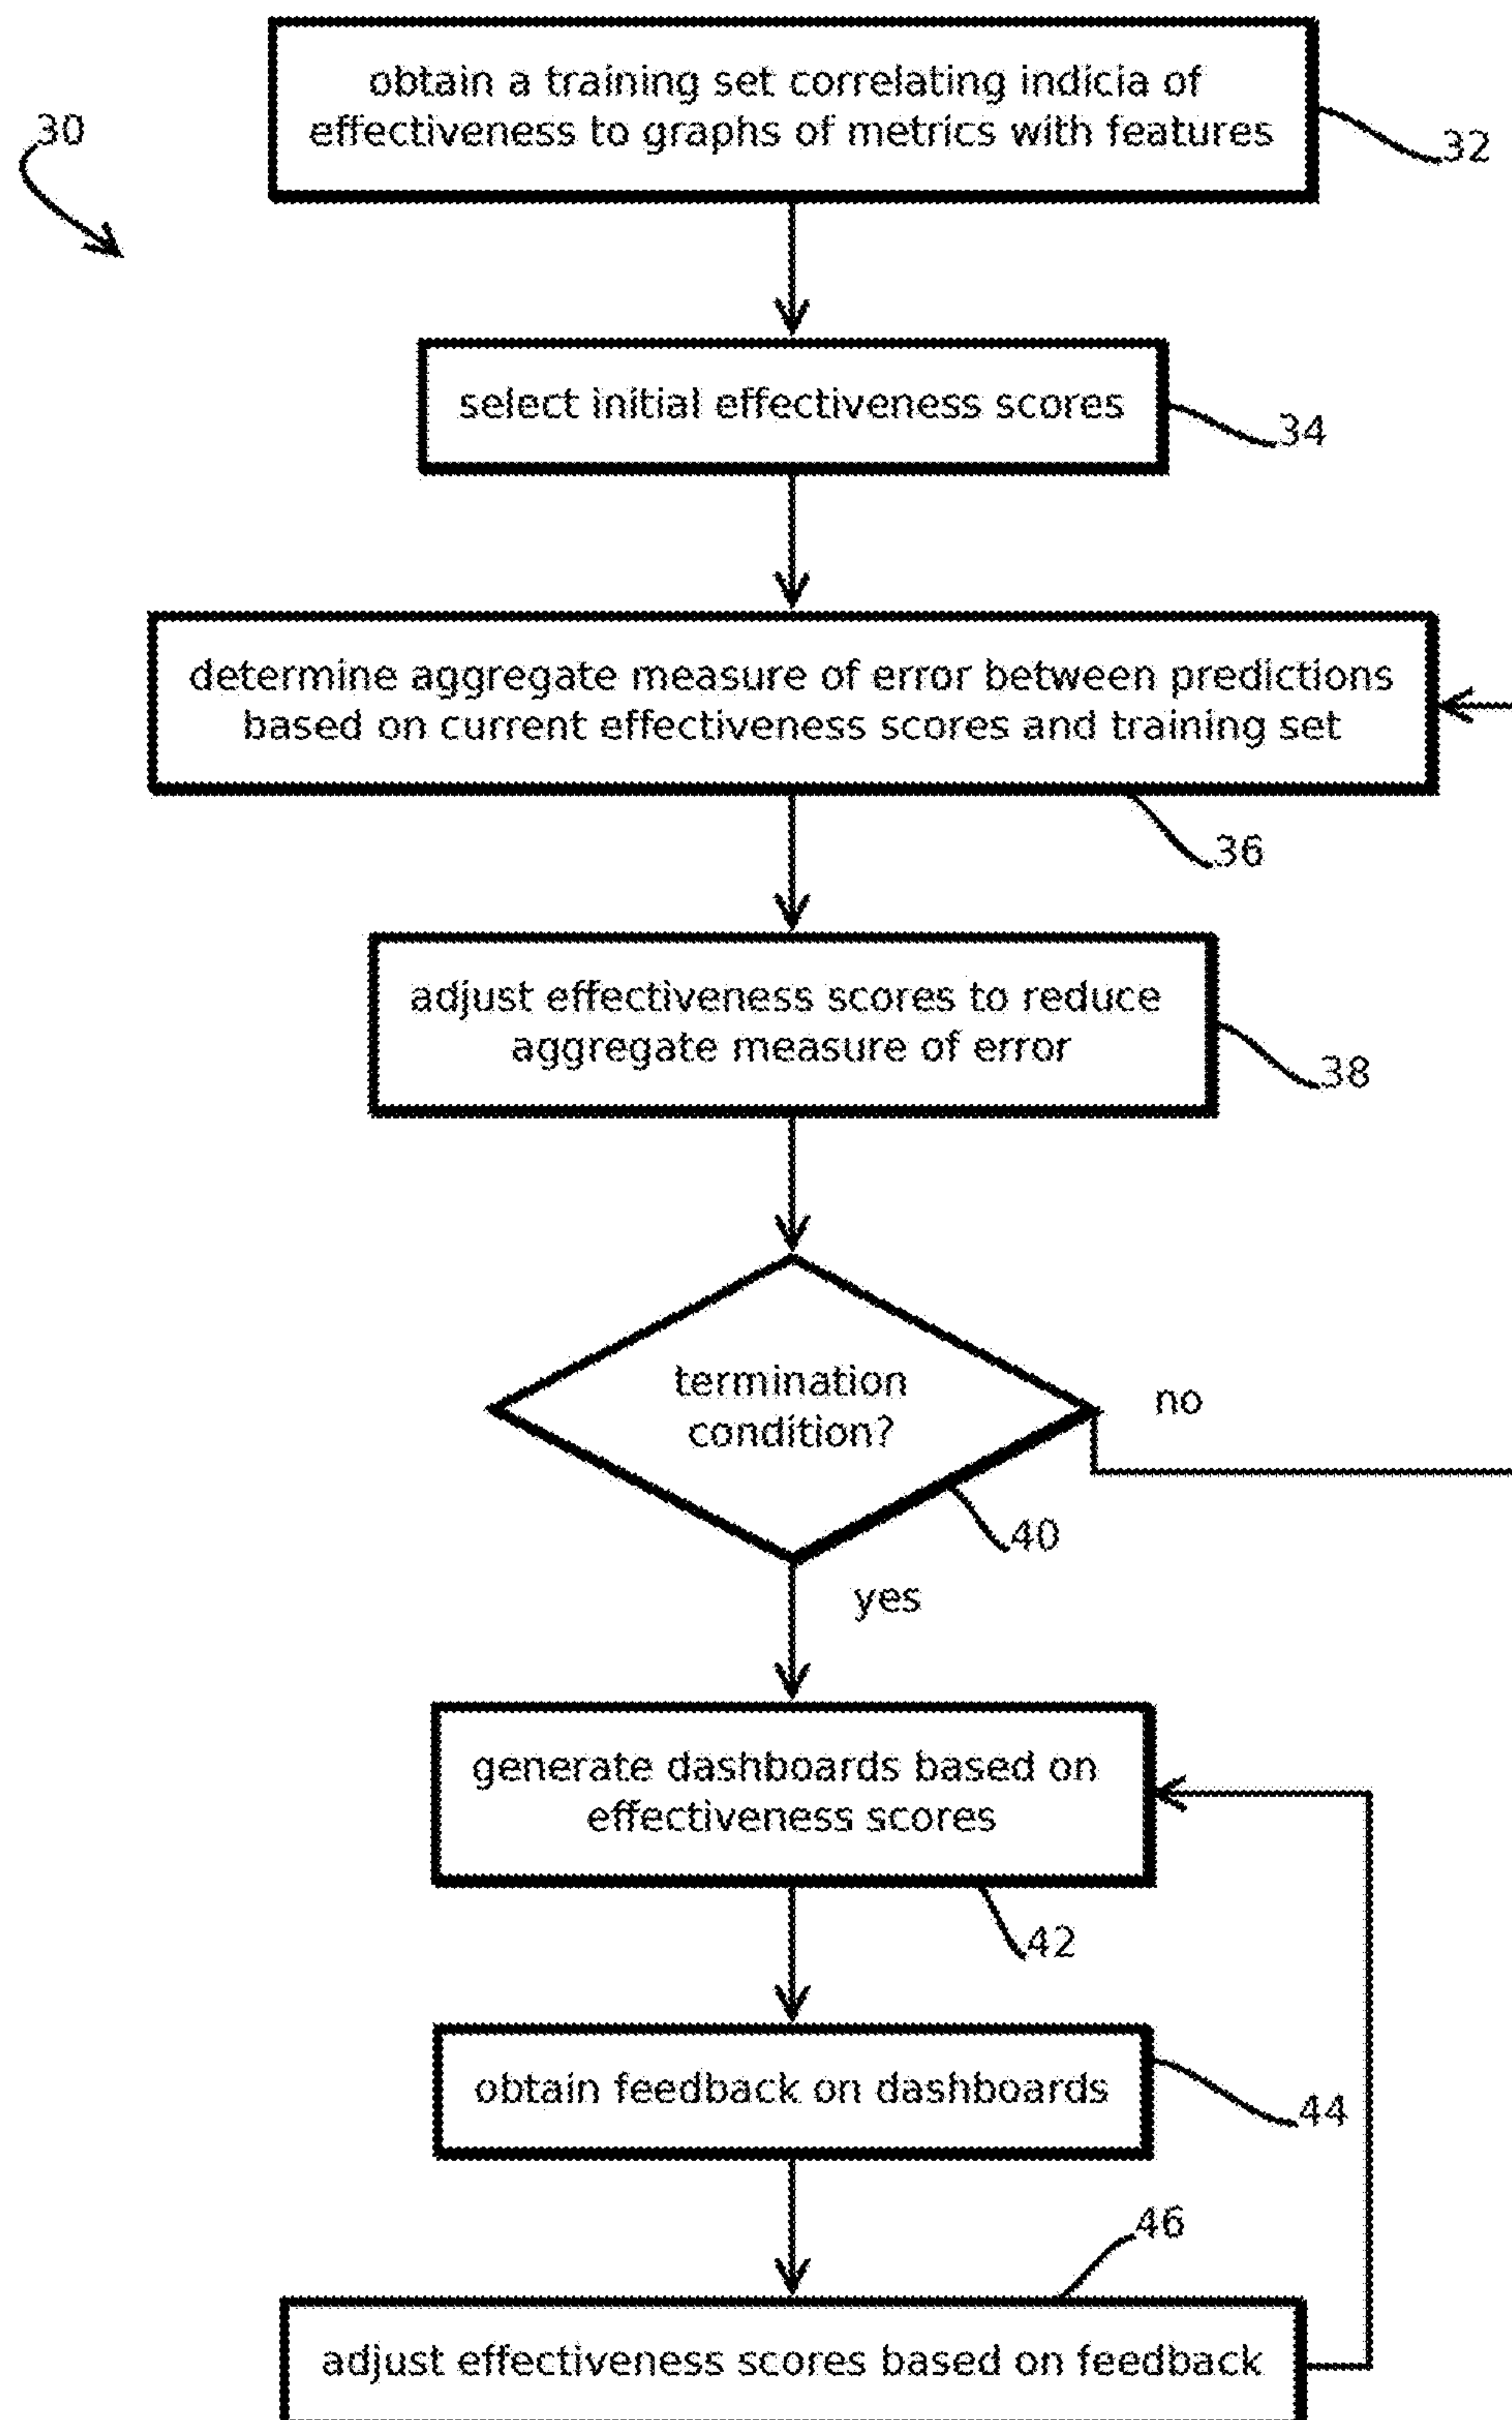 obtain a training set correlating indicia of
effectiveness to graphs of metrics with features
30
32
select initial effectiveness scores
34
determine aggregate measure of error between predictions
based on current effectiveness scores and training set
36
adjust effectiveness scores to reduce
aggregate measure of error
38
termination
condition?
no
40
yes
generate dashboards based on
effectiveness scores
42
obtain feedback on dashboards
44
46
adjust effectiveness scores based on feedback